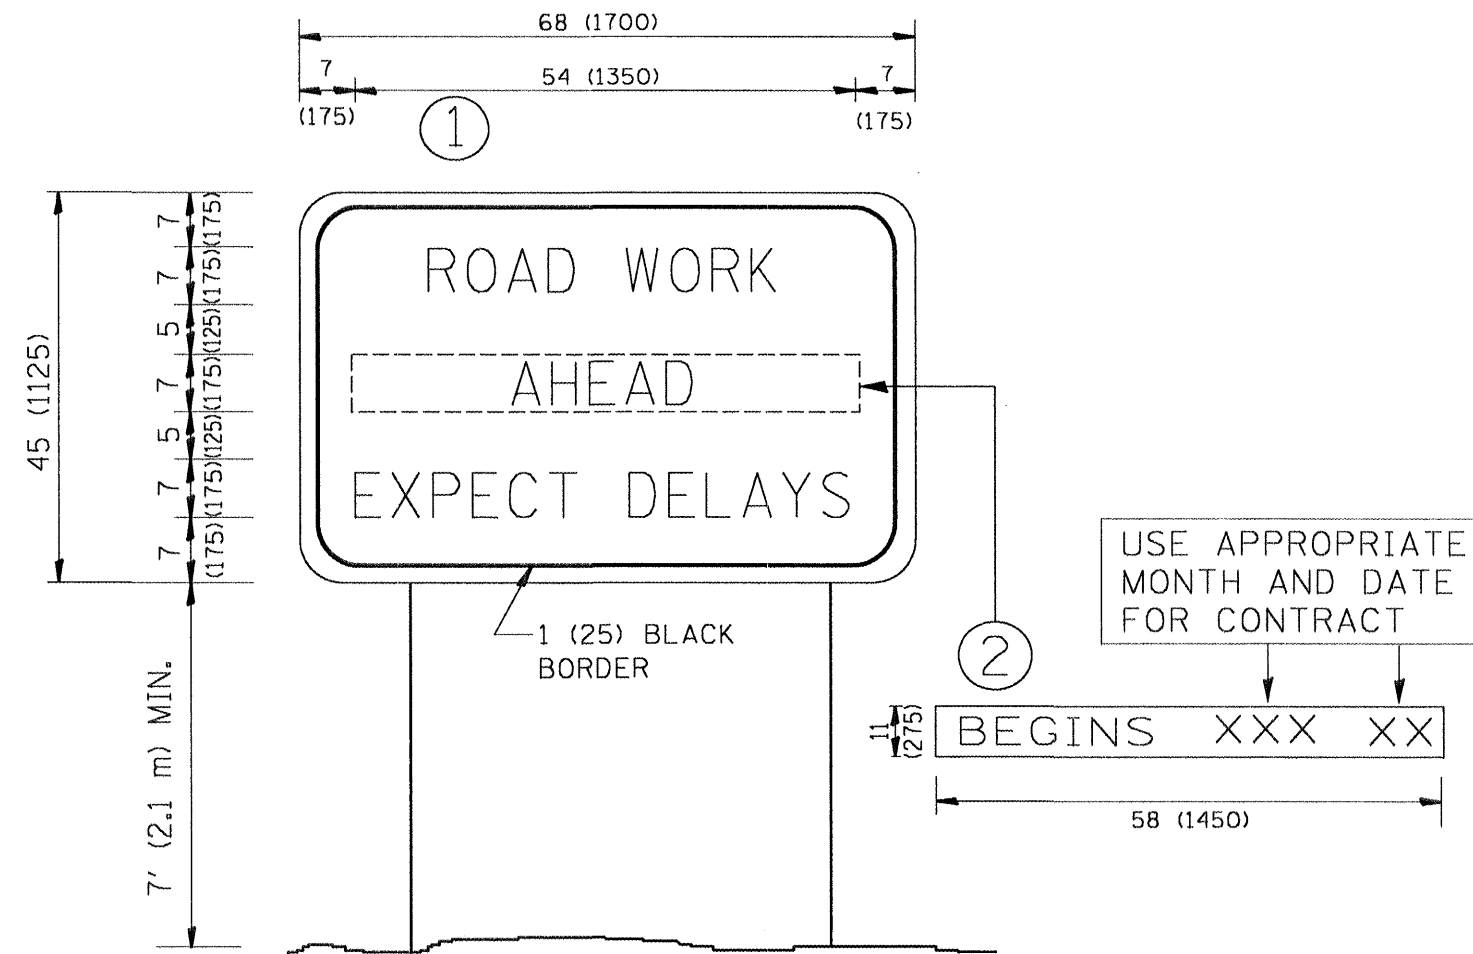 68 (1700)
7
54 (1350)
7
(175)
(175)
1
45 (1125)
7
(175)
7
(175)
5
(125)
7
(175)
5
(125)
7
(175)
7
(175)
ROAD WORK
AHEAD
EXPECT DELAYS
1 (25) BLACK
BORDER
7' (2.1 m) MIN.
2
USE APPROPRIATE
MONTH AND DATE
FOR CONTRACT
11
(275)
BEGINS XXX XX
58 (1450)